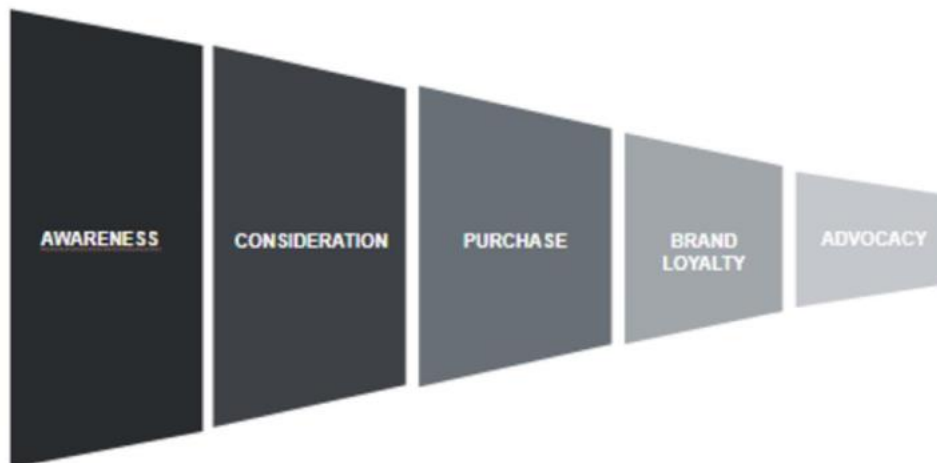 AWARENESS
CONSIDERATION
PURCHASE
BRAND
LOYALTY
ADVOCACY